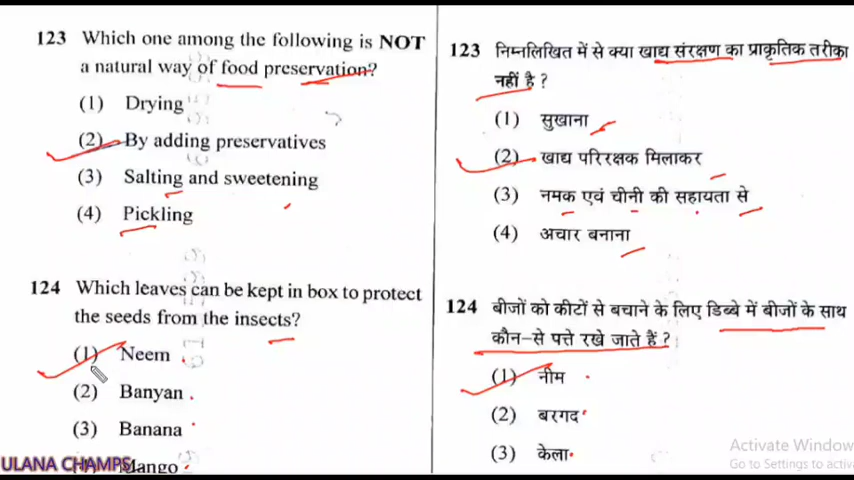 123 Which one among the following is NOT
a natural way of food preservation?
(1) Drying
(2) By adding preservatives
(3) Salting and sweetening
(4) Pickling
124 Which leaves can be kept in box to protect
the seeds from the insects?
(1) Neem
(2) Banyan
(3) Banana
Mango
123 निम्नलिखित में से क्या खाद्य संरक्षण का प्राकृतिक तरीका
नहीं है ?
(1) सुखाना
(2) खाद्य परिरक्षक मिलाकर
(3) नमक एवं चीनी की सहायता से
(4) अचार बनाना
124 बीजों को कीटों से बचाने के लिए डिब्बे में बीजों के साथ
कौन-से पत्ते रखे जाते हैं ?
(1) नीम
(2) बरगद
(3) केला
ULANA CHAMPS
Activate Window
Go to Settings to activa